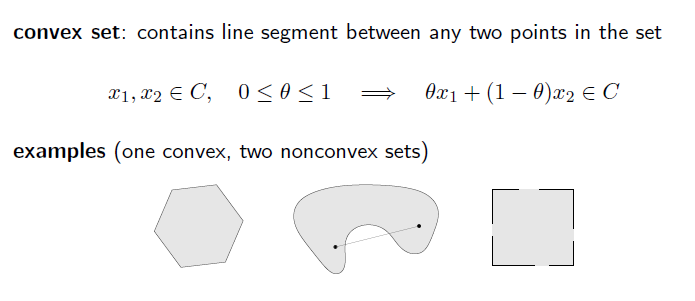 convex set: contains line segment between any two points in the set
x₁, x₂ ∈ C, 0 ≤ θ ≤ 1 ⟹ θx₁ + (1 − θ)x₂ ∈ C
examples (one convex, two nonconvex sets)